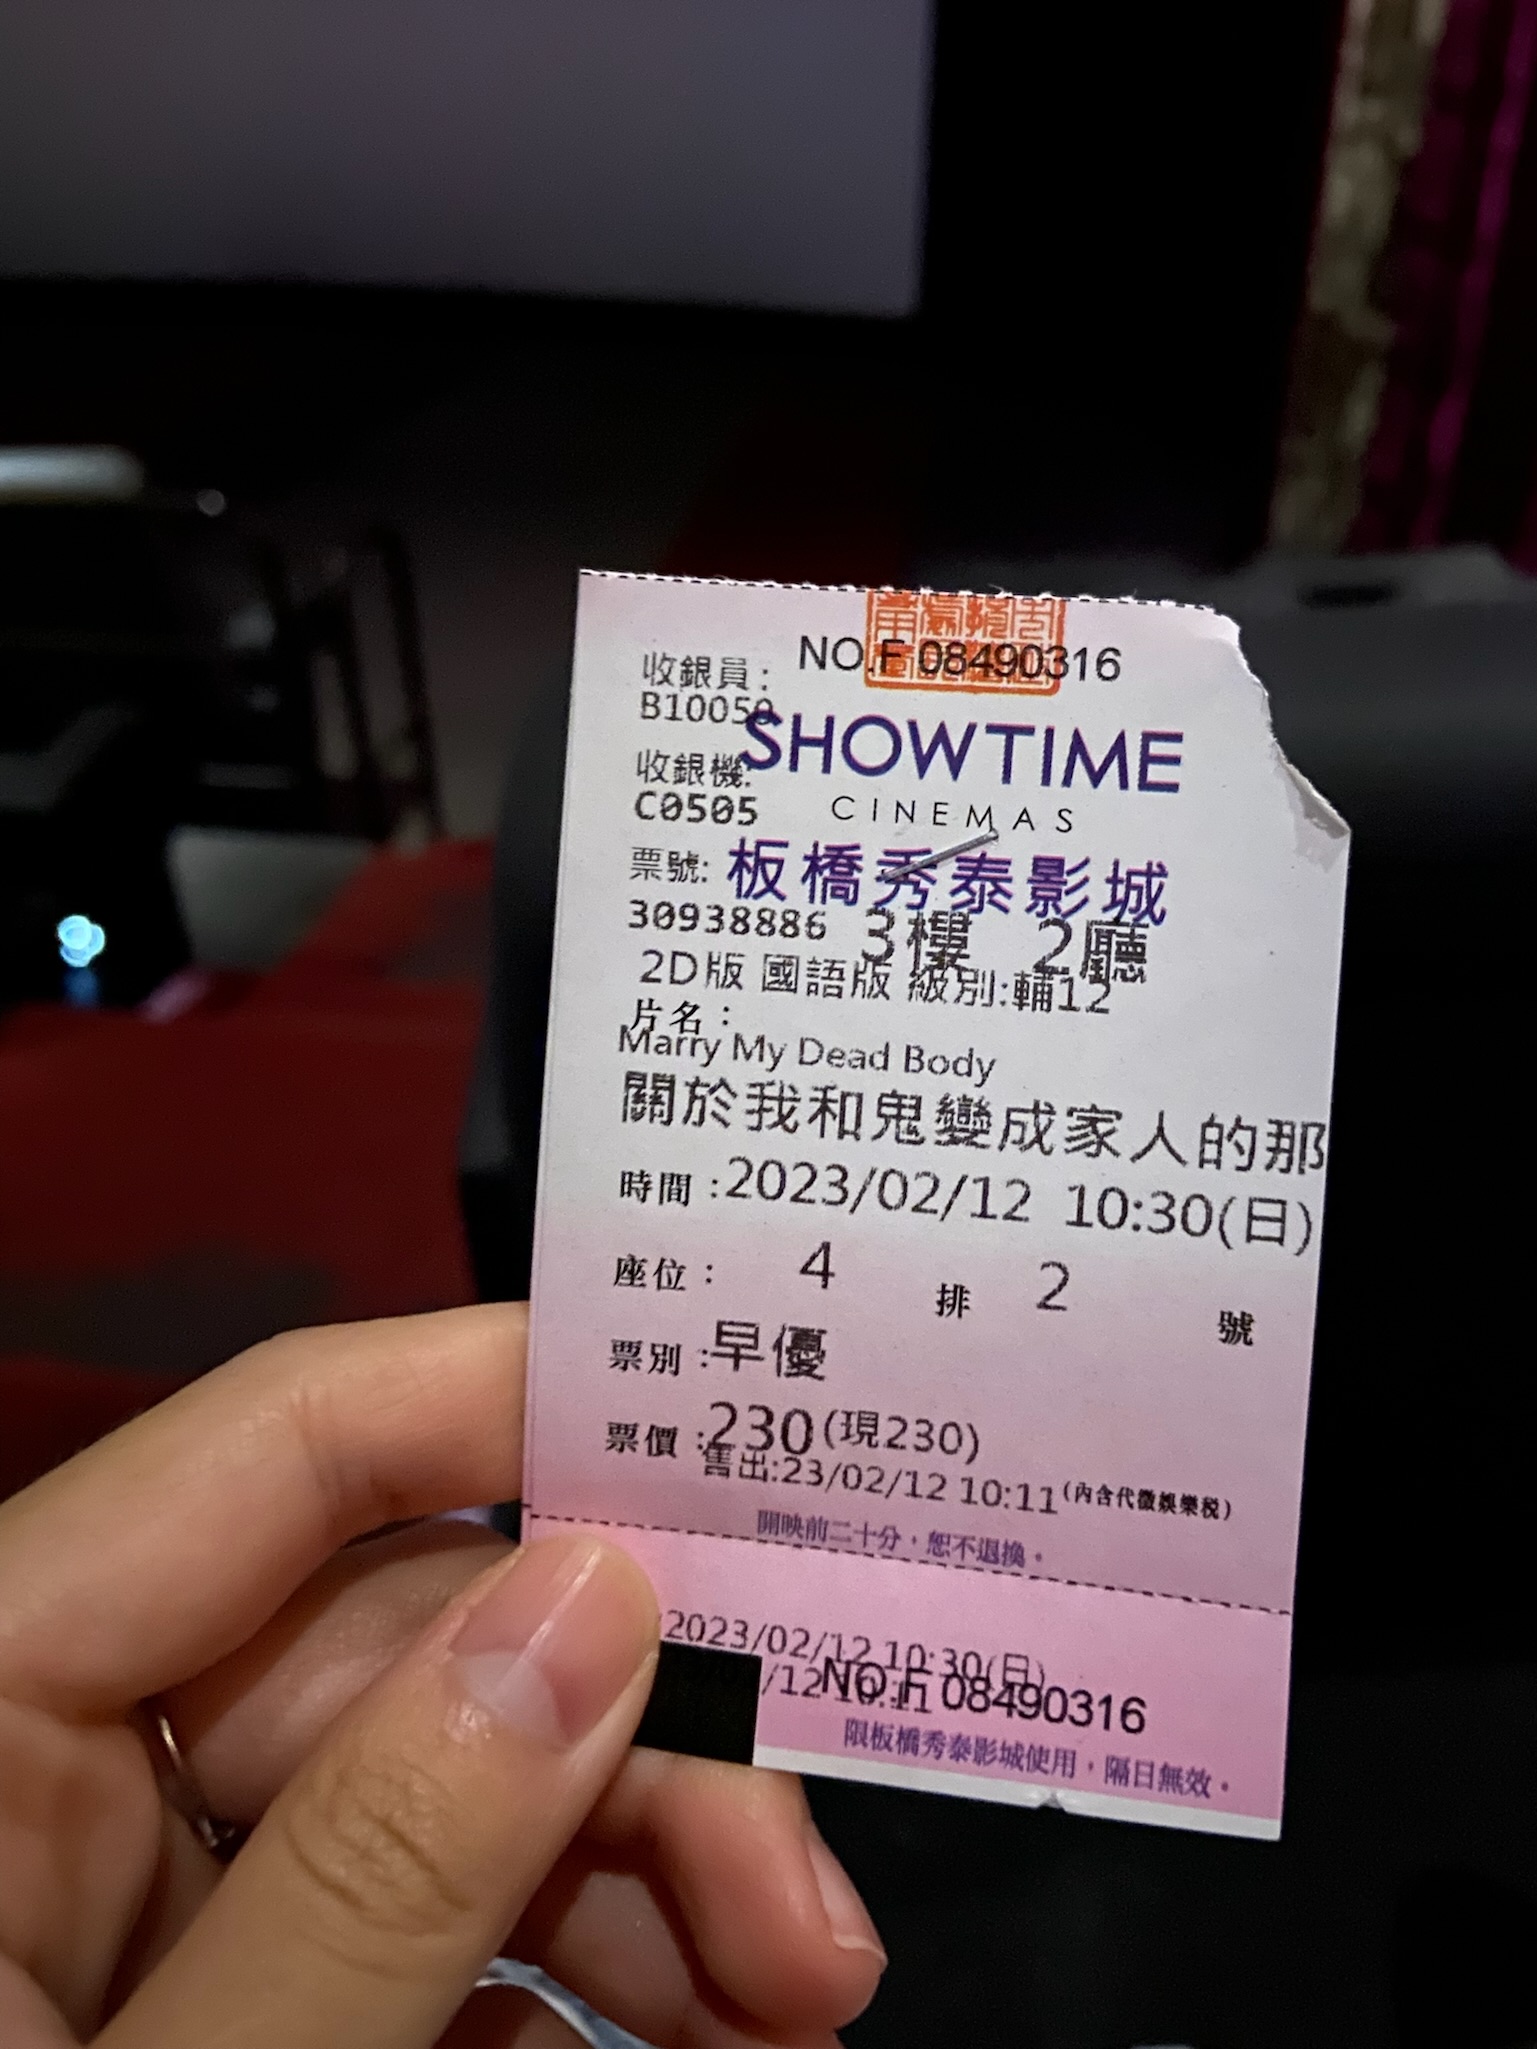 NO.F 08490316
收銀員:
B10050
SHOWTIME
收銀機:
C0505
CINEMAS
票號:
板橋秀泰影城
30938886
3樓 2廳
2D版 國語版 級別:輔12
片名:
Marry My Dead Body
關於我和鬼變成家人的那
時間:2023/02/12 10:30(日)
座位: 4 排 2 號
票別:早優
票價:230(現230)
售出:23/02/12 10:11(內含代徵娛樂稅)
開映前二十分,恕不退換。
2023/02/12 10:30(日)
/12 10:11
NO.F 08490316
限板橋秀泰影城使用,隔日無效。